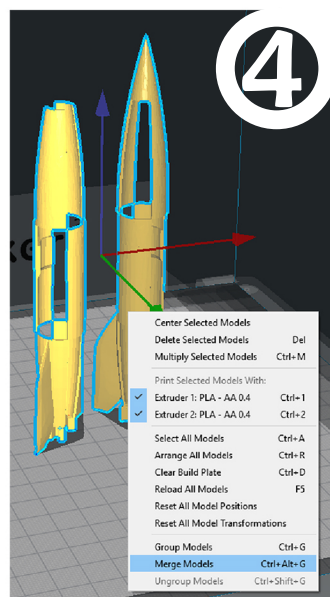 4
Center Selected Models
Delete Selected Models Del
Multiply Selected Models Ctrl+M
Print Selected Models With:
Extruder 1: PLA - AA 0.4 Ctrl+1
Extruder 2: PLA - AA 0.4 Ctrl+2
Select All Models Ctrl+A
Arrange All Models Ctrl+R
Clear Build Plate Ctrl+D
Reload All Models F5
Reset All Model Positions
Reset All Model Transformations
Group Models Ctrl+G
Merge Models Ctrl+Alt+G
Ungroup Models Ctrl+Shift+G